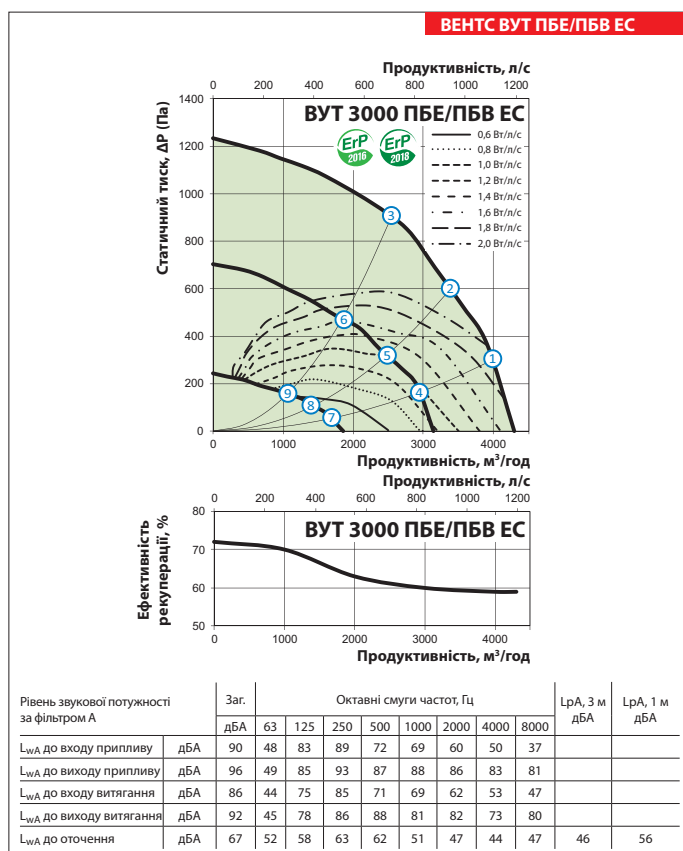 ВЕНТС ВУТ ПБЕ/ПБВ ЕС
Продуктивність, л/с
0 200 400 600 800 1000 1200
Статичний тиск, ΔP (Па)
1400
1200
1000
800
600
400
200
0
ВУТ 3000 ПБЕ/ПБВ ЕС
ErP 2016
ErP 2018
0,6 Вт/л/с
0,8 Вт/л/с
1,0 Вт/л/с
1,2 Вт/л/с
1,4 Вт/л/с
1,6 Вт/л/с
1,8 Вт/л/с
2,0 Вт/л/с
3
2
6
5
1
9
8
7
4
0 1000 2000 3000 4000
Продуктивність, м³/год
Продуктивність, л/с
0 200 400 600 800 1000 1200
Ефективність
рекуперації, %
80
70
60
50
ВУТ 3000 ПБЕ/ПБВ ЕС
0 1000 2000 3000 4000
Продуктивність, м³/год
Рівень звукової потужності за фільтром А Заг. Октавні смуги частот, Гц LpA, 3 м дБА LpA, 1 м дБА
дБА 63 125 250 500 1000 2000 4000 8000
LwA до входу припливу дБА 90 48 83 89 72 69 60 50 37
LwA до виходу припливу дБА 96 49 85 93 87 88 86 83 81
LwA до входу витягання дБА 86 44 75 85 71 69 62 53 47
LwA до виходу витягання дБА 92 45 78 86 88 81 82 73 80
LwA до оточення дБА 67 52 58 63 62 51 47 44 47 46 56